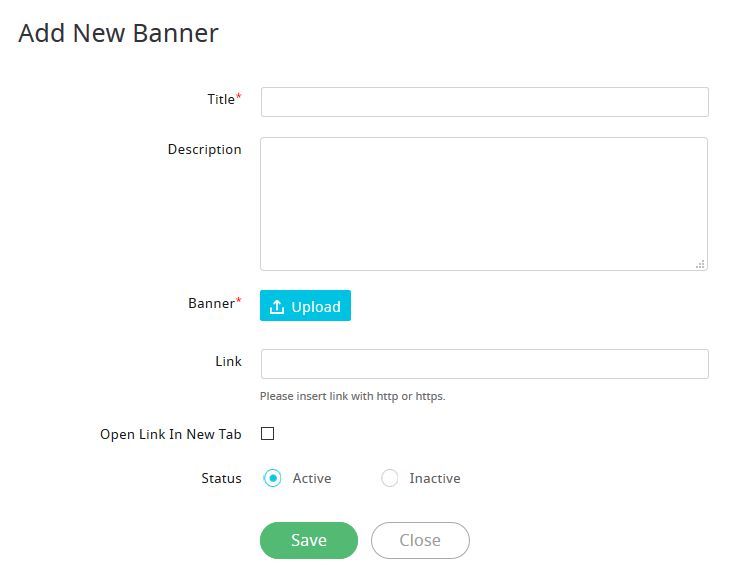 Add New Banner
Title*
Description
Banner* Upload
Link
Please insert link with http or https.
Open Link In New Tab
Status Active Inactive
Save Close